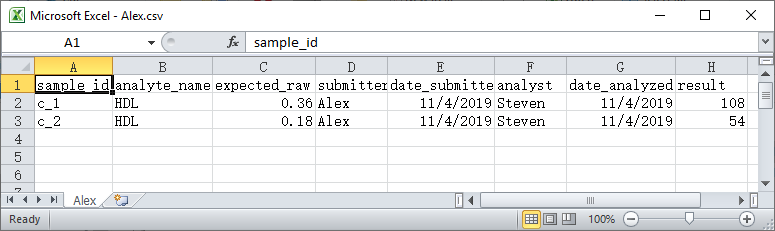 Microsoft Excel - Alex.csv
A1 fx sample_id
A B C D E F G H
1 sample_id analyte_name expected_raw submitter date_submitte analyst date_analyzed result
2 c_1 HDL 0.36 Alex 11/4/2019 Steven 11/4/2019 108
3 c_2 HDL 0.18 Alex 11/4/2019 Steven 11/4/2019 54
4
5
6
7
Alex
Ready 100%